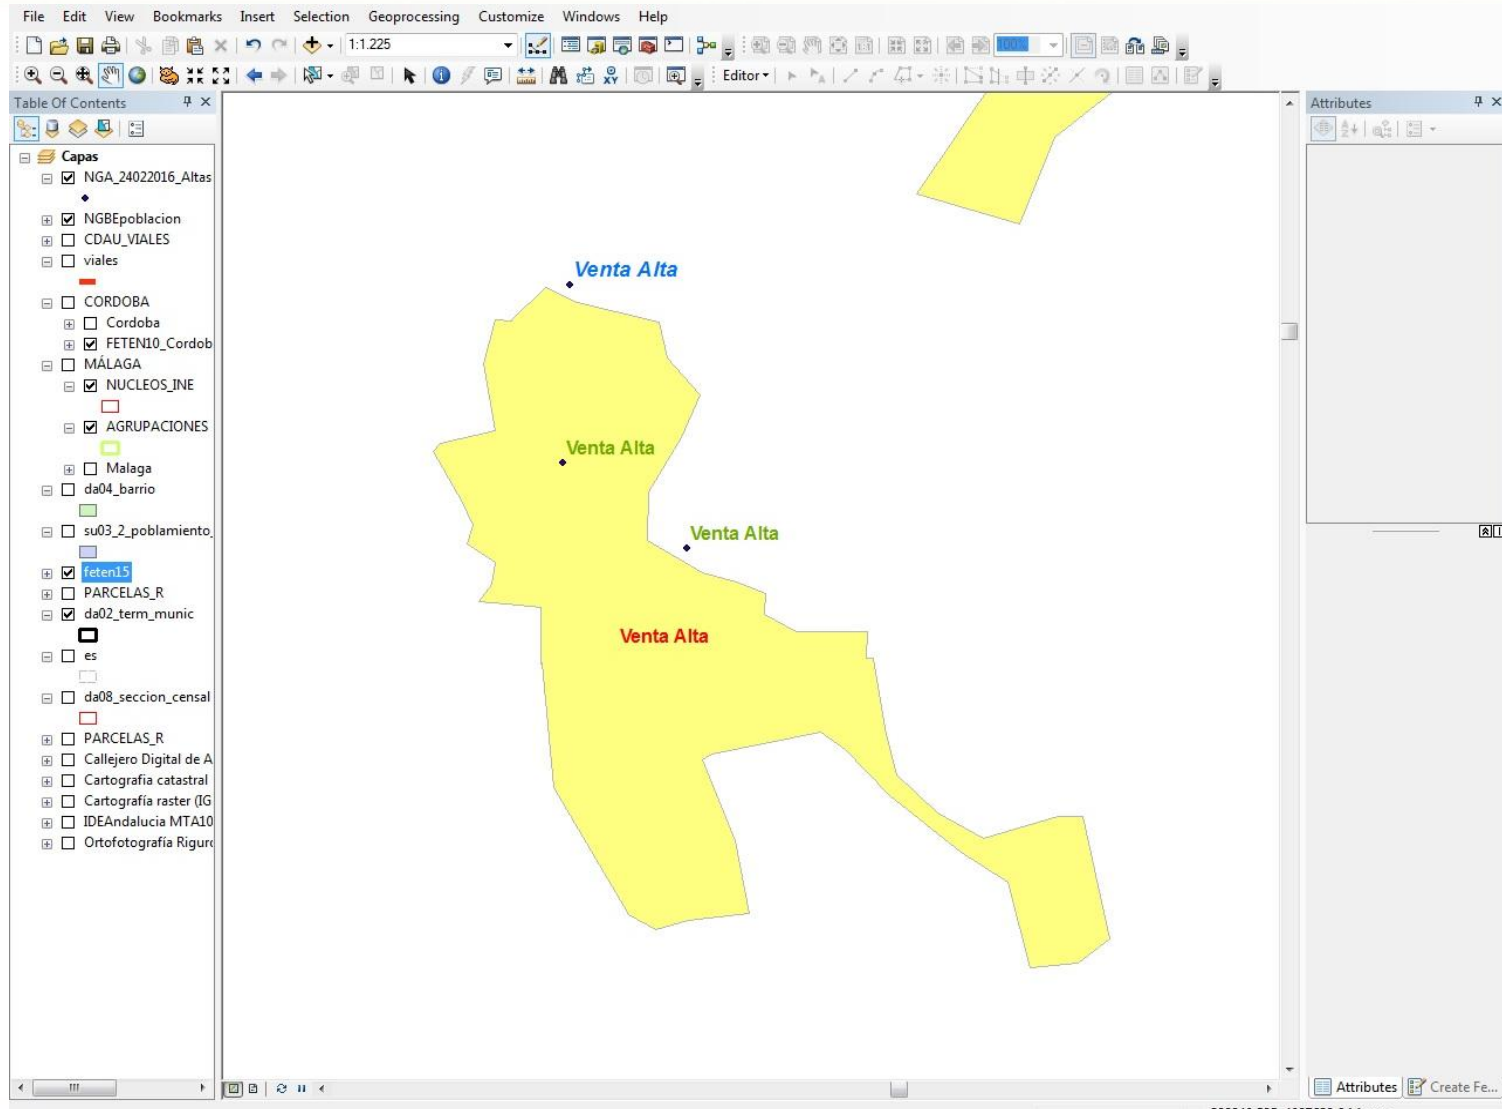 File Edit View Bookmarks Insert Selection Geoprocessing Customize Windows Help
1:1.225
100%
Editor
Table Of Contents
Attributes
Capas
NGA_24022016_Altas
NGBEpoblacion
CDAU_VIALES
viales
CORDOBA
Cordoba
FETEN10_Cordob
MÁLAGA
NUCLEOS_INE
AGRUPACIONES
Malaga
da04_barrio
su03_2_poblamiento_
feten15
PARCELAS_R
da02_term_munic
es
da08_seccion_censal
PARCELAS_R
Callejero Digital de A
Cartografia catastral
Cartografía raster (IG
IDEAndalucia MTA10
Ortofotografía Riguro
Venta Alta
Venta Alta
Venta Alta
Venta Alta
Attributes Create Fe...